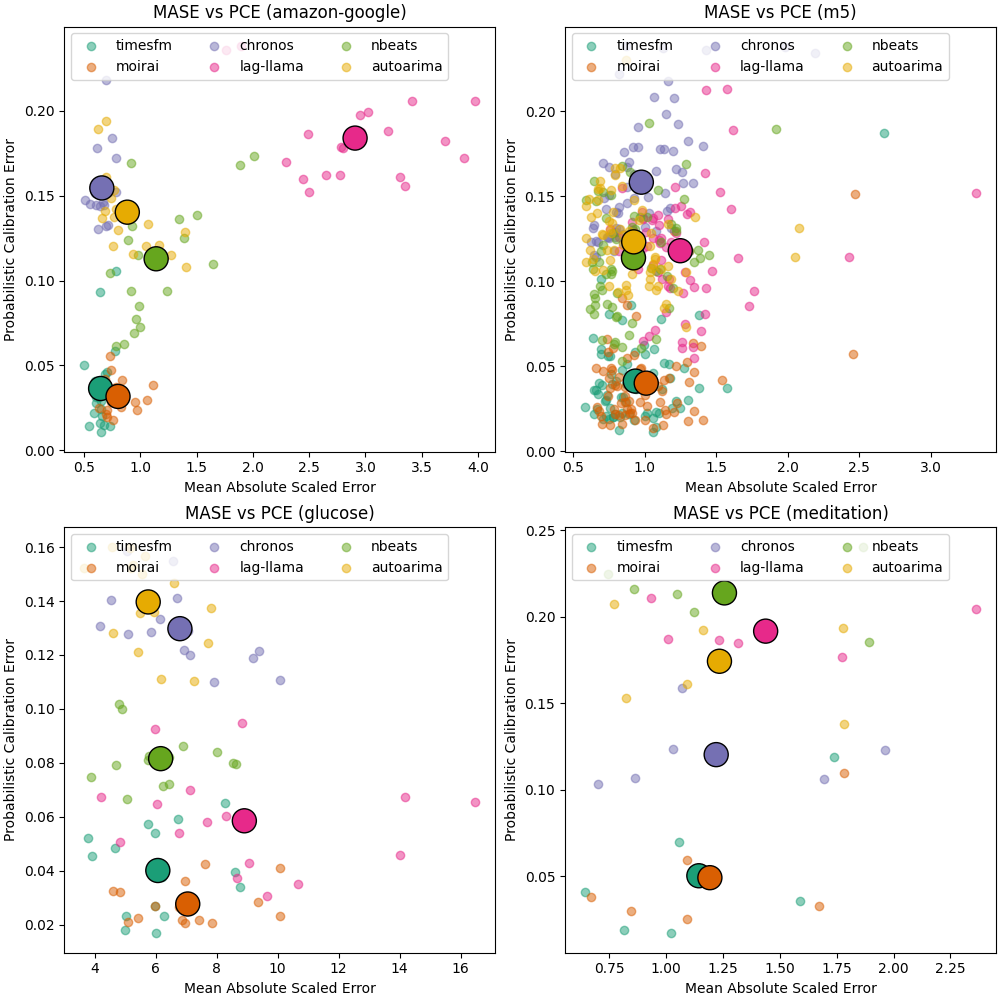 MASE vs PCE (amazon-google)
timesfm chronos nbeats
moirai lag-llama autoarima
0.20
0.15
0.10
0.05
0.00
Probabilistic Calibration Error
0.5 1.0 1.5 2.0 2.5 3.0 3.5 4.0
Mean Absolute Scaled Error
MASE vs PCE (m5)
timesfm chronos nbeats
moirai lag-llama autoarima
0.20
0.15
0.10
0.05
0.00
Probabilistic Calibration Error
0.5 1.0 1.5 2.0 2.5 3.0
Mean Absolute Scaled Error
MASE vs PCE (glucose)
timesfm chronos nbeats
moirai lag-llama autoarima
0.16
0.14
0.12
0.10
0.08
0.06
0.04
0.02
Probabilistic Calibration Error
4 6 8 10 12 14 16
Mean Absolute Scaled Error
MASE vs PCE (meditation)
timesfm chronos nbeats
moirai lag-llama autoarima
0.25
0.20
0.15
0.10
0.05
Probabilistic Calibration Error
0.75 1.00 1.25 1.50 1.75 2.00 2.25
Mean Absolute Scaled Error